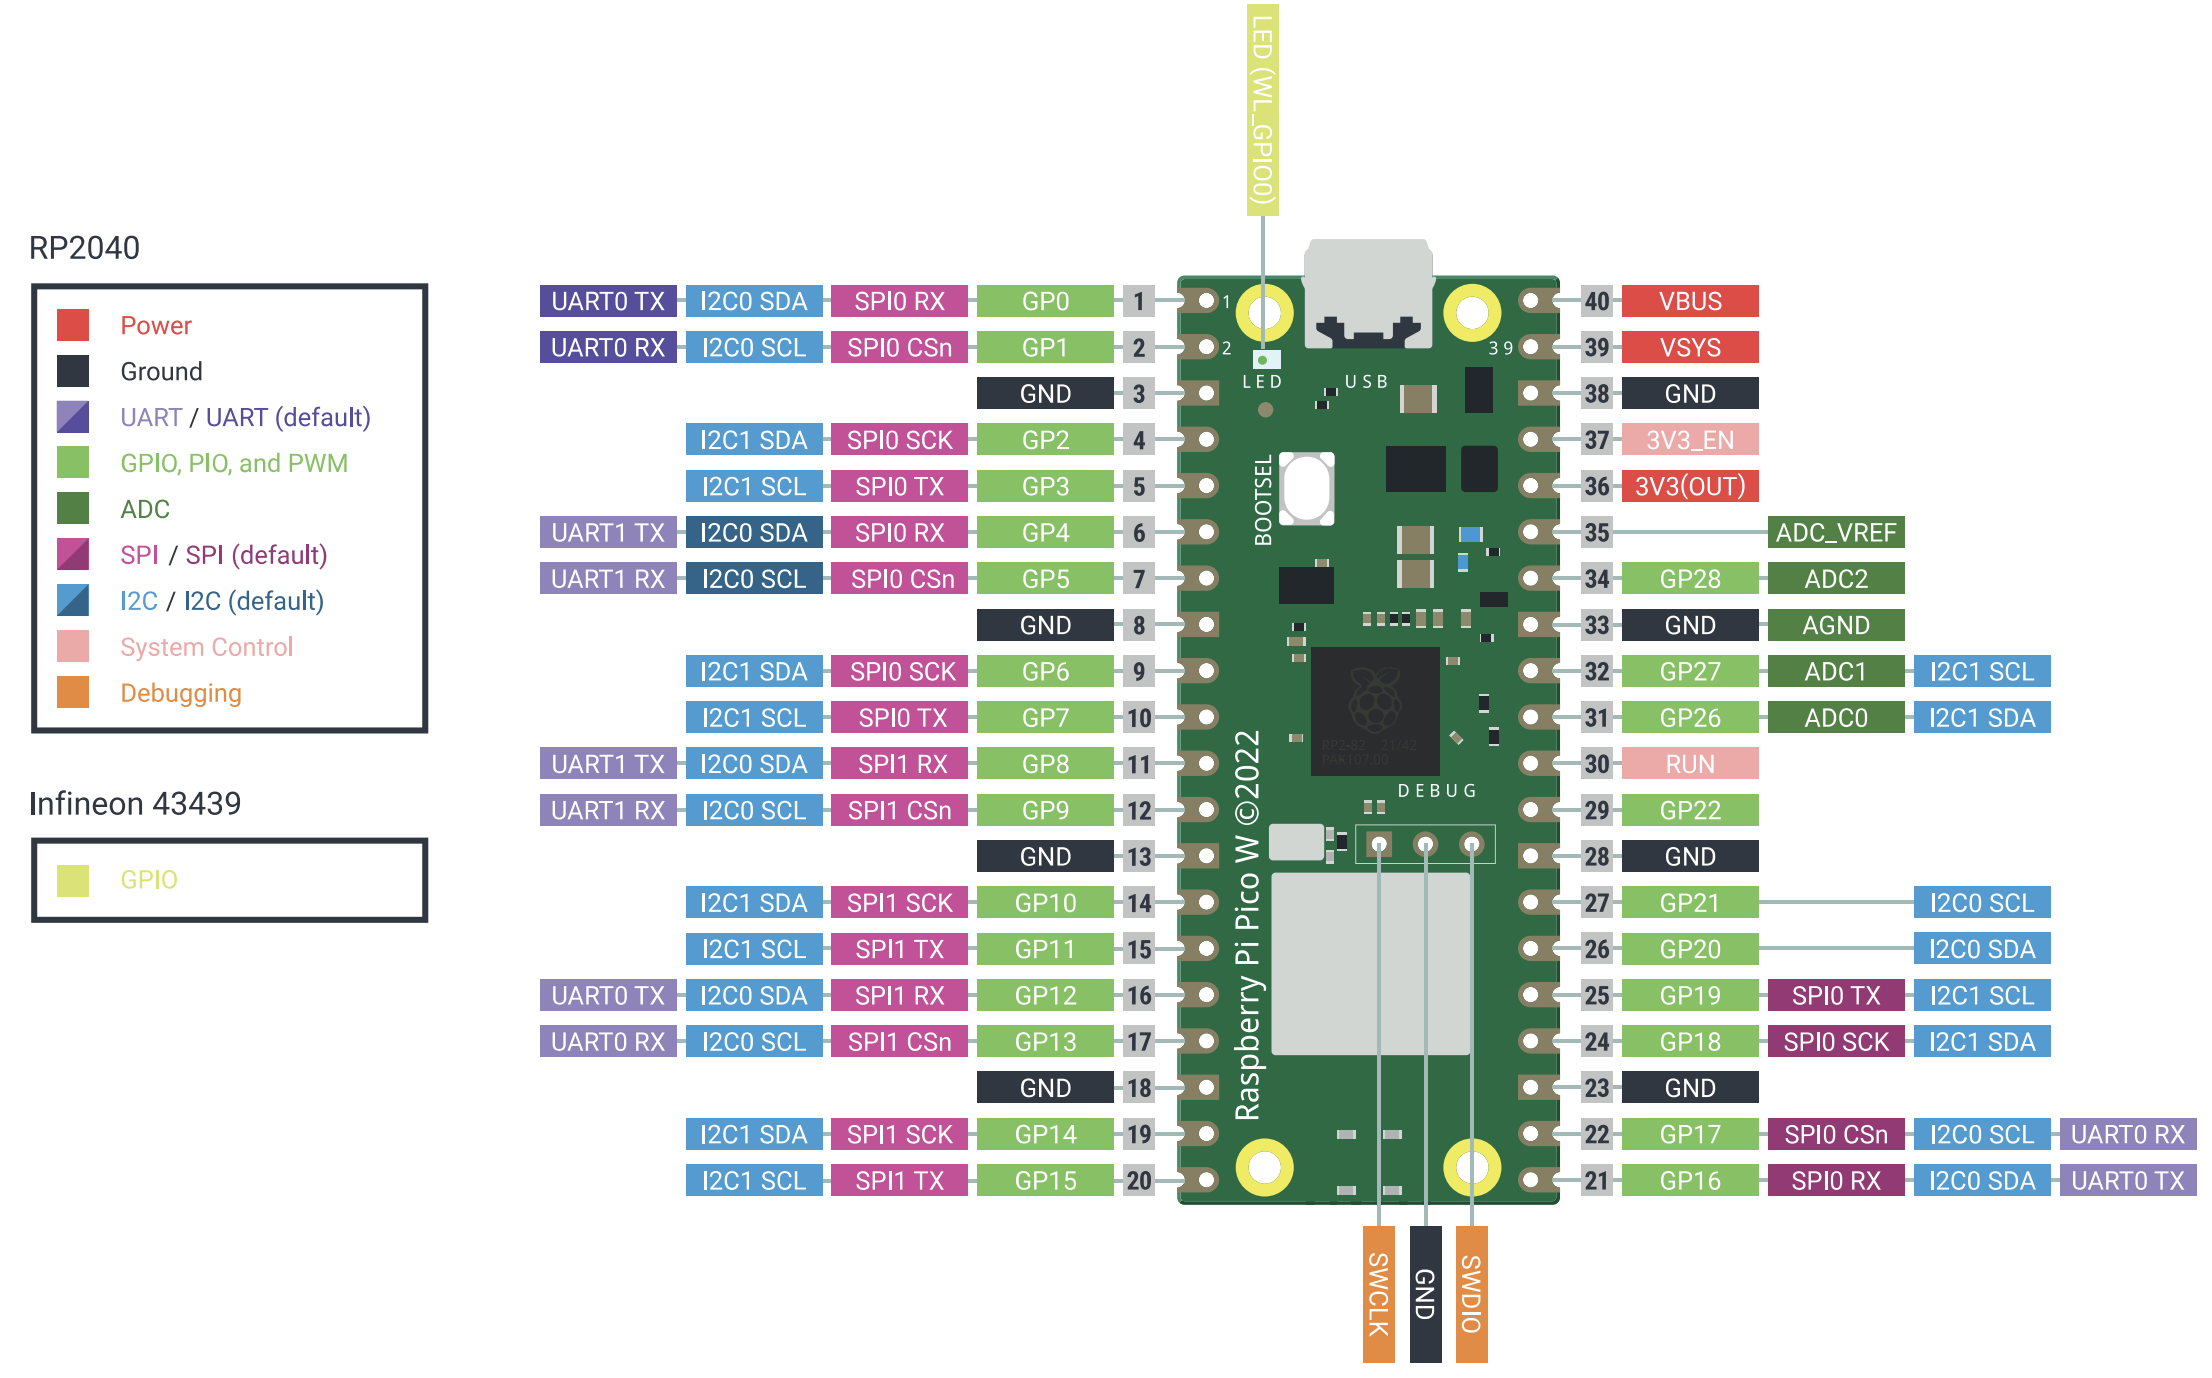 LED (WL_GPIO0)
RP2040
Power
Ground
UART / UART (default)
GPIO, PIO, and PWM
ADC
SPI / SPI (default)
I2C / I2C (default)
System Control
Debugging
Infineon 43439
GPIO
UART0 TX I2C0 SDA SPI0 RX GP0 1
UART0 RX I2C0 SCL SPI0 CSn GP1 2
GND 3
I2C1 SDA SPI0 SCK GP2 4
I2C1 SCL SPI0 TX GP3 5
UART1 TX I2C0 SDA SPI0 RX GP4 6
UART1 RX I2C0 SCL SPI0 CSn GP5 7
GND 8
I2C1 SDA SPI0 SCK GP6 9
I2C1 SCL SPI0 TX GP7 10
UART1 TX I2C0 SDA SPI1 RX GP8 11
UART1 RX I2C0 SCL SPI1 CSn GP9 12
GND 13
I2C1 SDA SPI1 SCK GP10 14
I2C1 SCL SPI1 TX GP11 15
UART0 TX I2C0 SDA SPI1 RX GP12 16
UART0 RX I2C0 SCL SPI1 CSn GP13 17
GND 18
I2C1 SDA SPI1 SCK GP14 19
I2C1 SCL SPI1 TX GP15 20
1
2
39
LED
USB
BOOTSEL
RP2-B2 21/42
PAK107.00
DEBUG
Raspberry Pi Pico W ©2022
40 VBUS
39 VSYS
38 GND
37 3V3_EN
36 3V3(OUT)
35 ADC_VREF
34 GP28 ADC2
33 GND AGND
32 GP27 ADC1 I2C1 SCL
31 GP26 ADC0 I2C1 SDA
30 RUN
29 GP22
28 GND
27 GP21 I2C0 SCL
26 GP20 I2C0 SDA
25 GP19 SPI0 TX I2C1 SCL
24 GP18 SPI0 SCK I2C1 SDA
23 GND
22 GP17 SPI0 CSn I2C0 SCL UART0 RX
21 GP16 SPI0 RX I2C0 SDA UART0 TX
SWCLK
GND
SWDIO